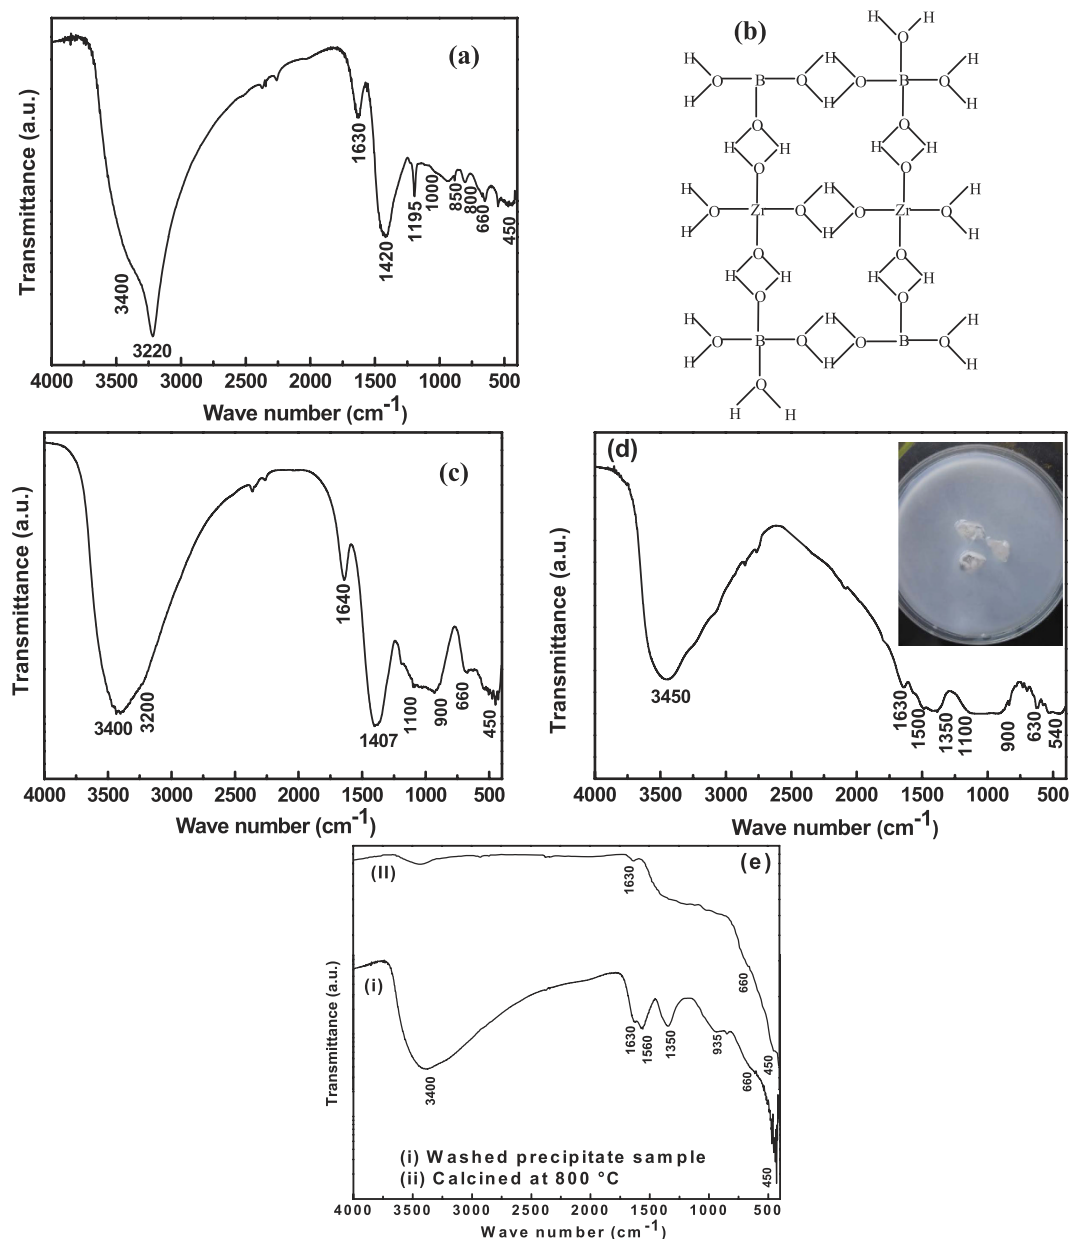 (a)
Transmittance (a.u.)
3400
3220
1630
1420
1195
1000
850
800
660
450
4000 3500 3000 2500 2000 1500 1000 500
Wave number (cm-1)
(b)
H H
O
H H H H
O B O O B O
H H H H
O O
H H H H
O O
H H H H
O Zr O O Zr O
H H H H
O O
H H H H
O O
H H H H
O B O O B O
H H H H
O
H H
(c)
Transmittance (a.u.)
3400
3200
1640
1407
1100
900
660
450
4000 3500 3000 2500 2000 1500 1000 500
Wave number (cm-1)
(d)
Transmittance (a.u.)
3450
1630
1500
1350
1100
900
630
540
4000 3500 3000 2500 2000 1500 1000 500
Wave number (cm-1)
(e)
Transmittance (a.u.)
(II)
1630
660
450
(i)
3400
1630
1560
1350
935
660
450
(i) Washed precipitate sample
(ii) Calcined at 800 °C
4000 3500 3000 2500 2000 1500 1000 500
Wave number (cm-1)